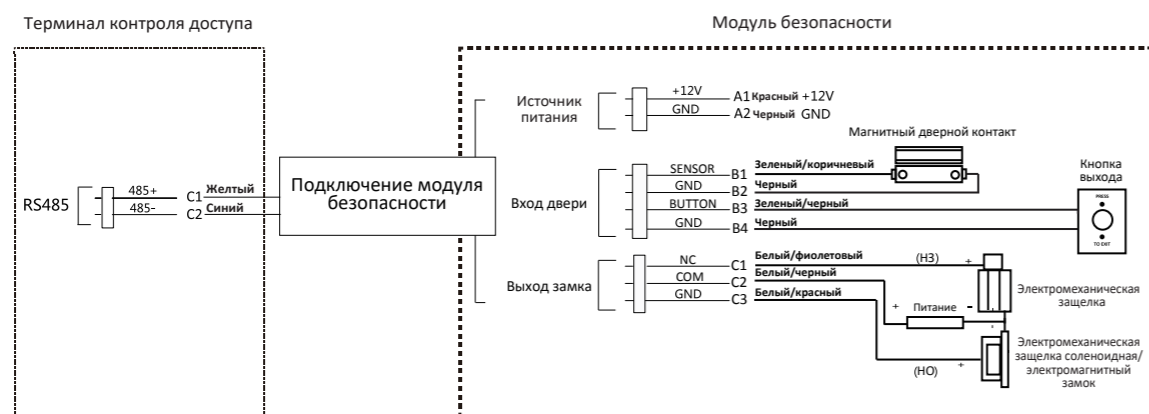 Терминал контроля доступа
Модуль безопасности
Источник
питания
+12V
A1 Красный +12V
GND
A2 Черный GND
Магнитный дверной контакт
Кнопка
выхода
PRESS
TO EXIT
RS485
485+
C1
Желтый
485-
C2
Синий
Подключение модуля
безопасности
Вход двери
SENSOR
B1
Зеленый/коричневый
GND
B2
Черный
BUTTON
B3
Зеленый/черный
GND
B4
Черный
Выход замка
NC
C1
Белый/фиолетовый
(НЗ)
+
COM
C2
Белый/черный
GND
C3
Белый/красный
+ Питание -
Электромеханическая
защелка
-
(НО)
+
Электромеханическая
защелка соленоидная/
электромагнитный
замок